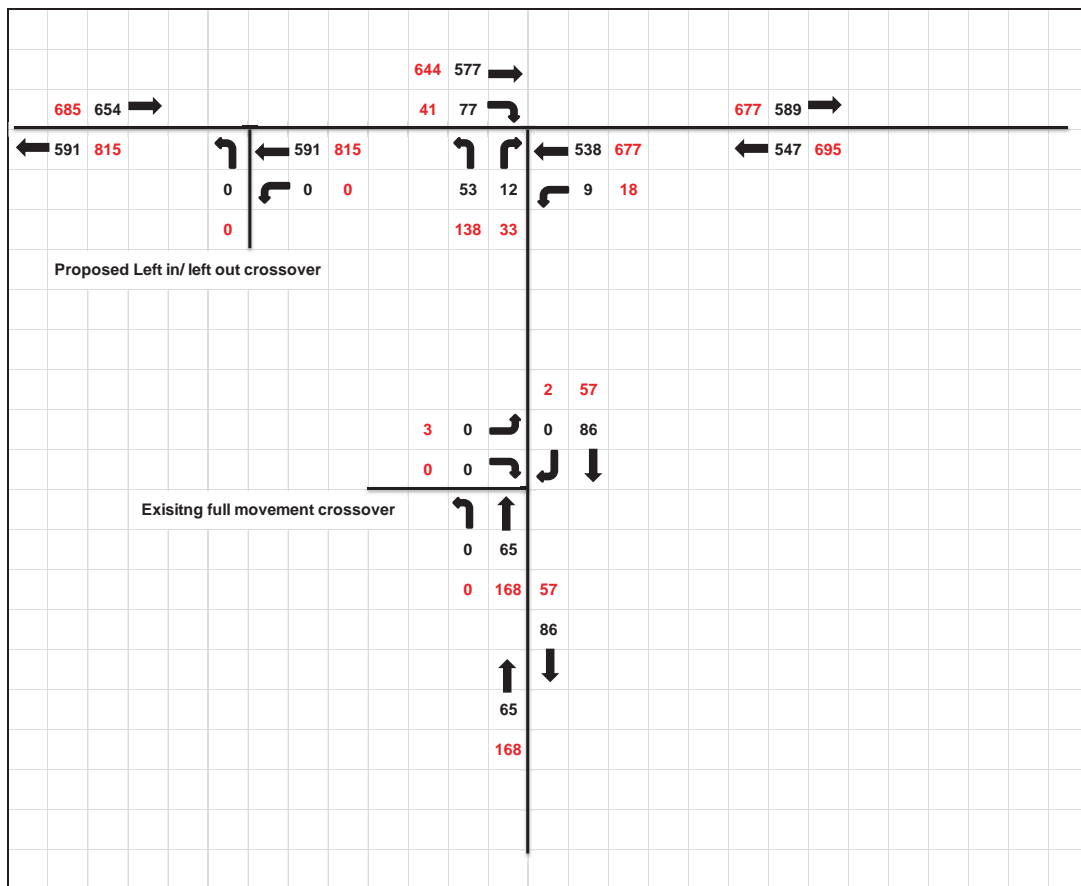 644 577
685 654 41 77 677 589
591 815 591 815 538 677 547 695
0 0 0 53 12 9 18
0 138 33
Proposed Left in/ left out crossover
2 57
3 0 0 86
0 0
Exisitng full movement crossover
0 65
0 168 57
86
65
168